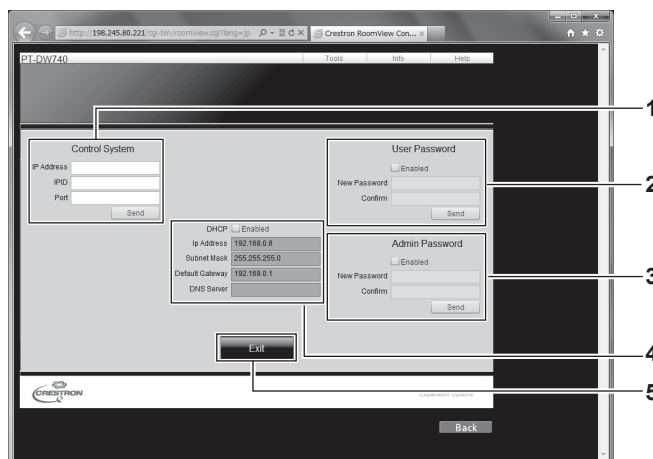 http://198.245.80.221/cgi-bin/roomview.cgi?lang=jp
Crestron RoomView Con...
PT-DW740
Tools
Info
Help
1
Control System
IP Address
IPID
Port
Send
User Password
Enabled
New Password
Confirm
Send
2
DHCP Enabled
Ip Address 192.168.0.8
Subnet Mask 255.255.255.0
Default Gateway 192.168.0.1
DNS Server
Admin Password
Enabled
New Password
Confirm
Send
3
Exit
4
CRESTRON
Expansion Options
5
Back